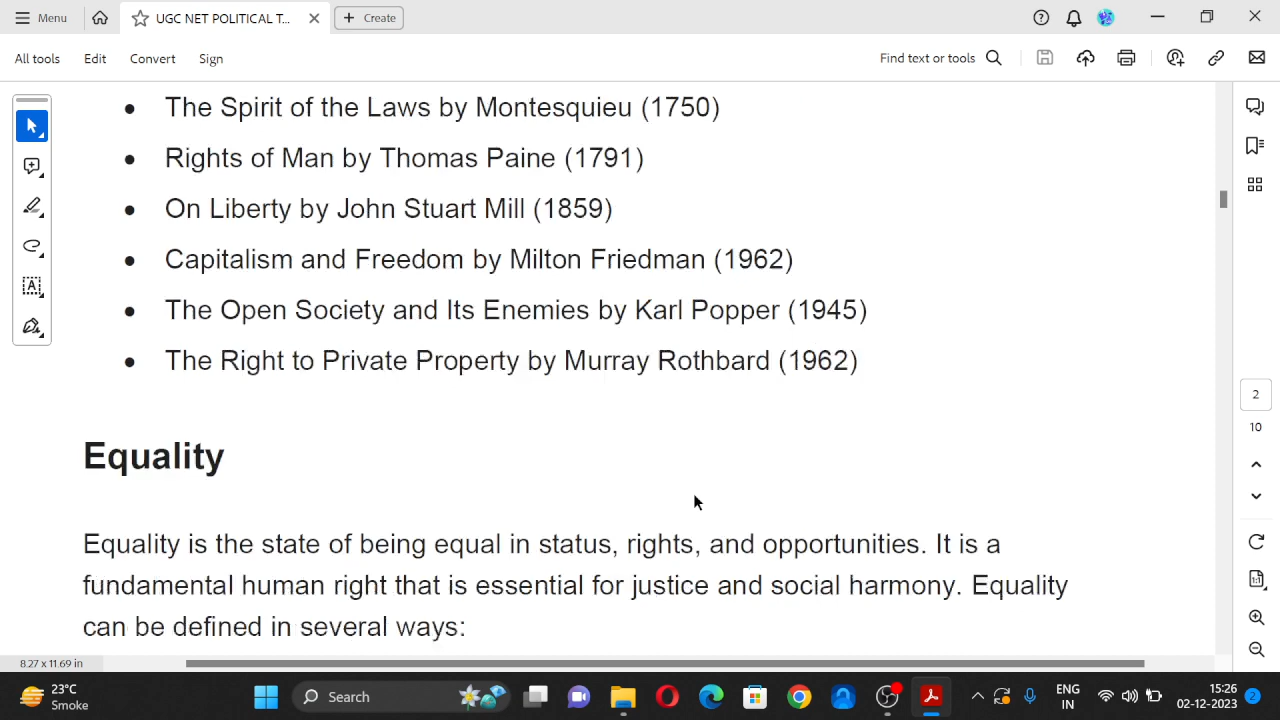 Menu
UGC NET POLITICAL T...
Create
All tools
Edit
Convert
Sign
Find text or tools
• The Spirit of the Laws by Montesquieu (1750)
• Rights of Man by Thomas Paine (1791)
• On Liberty by John Stuart Mill (1859)
• Capitalism and Freedom by Milton Friedman (1962)
• The Open Society and Its Enemies by Karl Popper (1945)
• The Right to Private Property by Murray Rothbard (1962)
Equality
Equality is the state of being equal in status, rights, and opportunities. It is a
fundamental human right that is essential for justice and social harmony. Equality
can be defined in several ways:
2
10
8.27 x 11.69 in
23°C
Smoke
Search
ENG
IN
15:26
02-12-2023
2